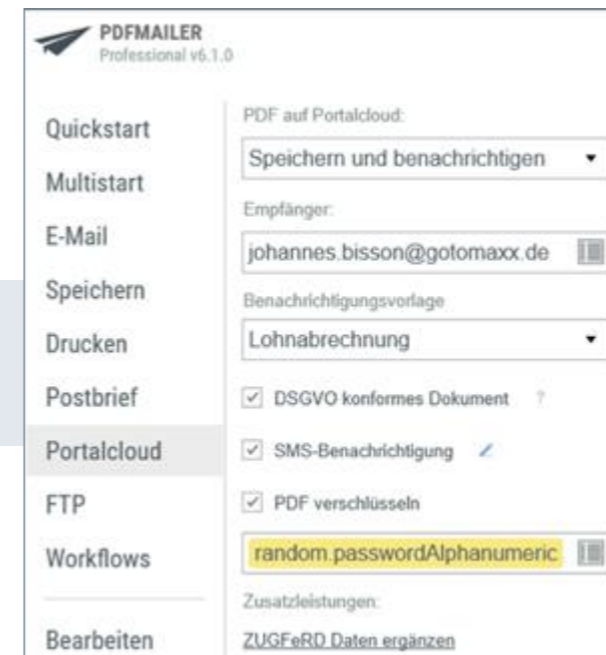 PDFMAILER
Professional v6.1.0
Quickstart
Multistart
E-Mail
Speichern
Drucken
Postbrief
Portalcloud
FTP
Workflows
Bearbeiten
PDF auf Portalcloud:
Speichern und benachrichtigen
Empfänger:
johannes.bisson@gotomaxx.de
Benachrichtigungsvorlage
Lohnabrechnung
DSGVO konformes Dokument ?
SMS-Benachrichtigung
PDF verschlüsseln
random.passwordAlphanumeric
Zusatzleistungen:
ZUGFeRD Daten ergänzen